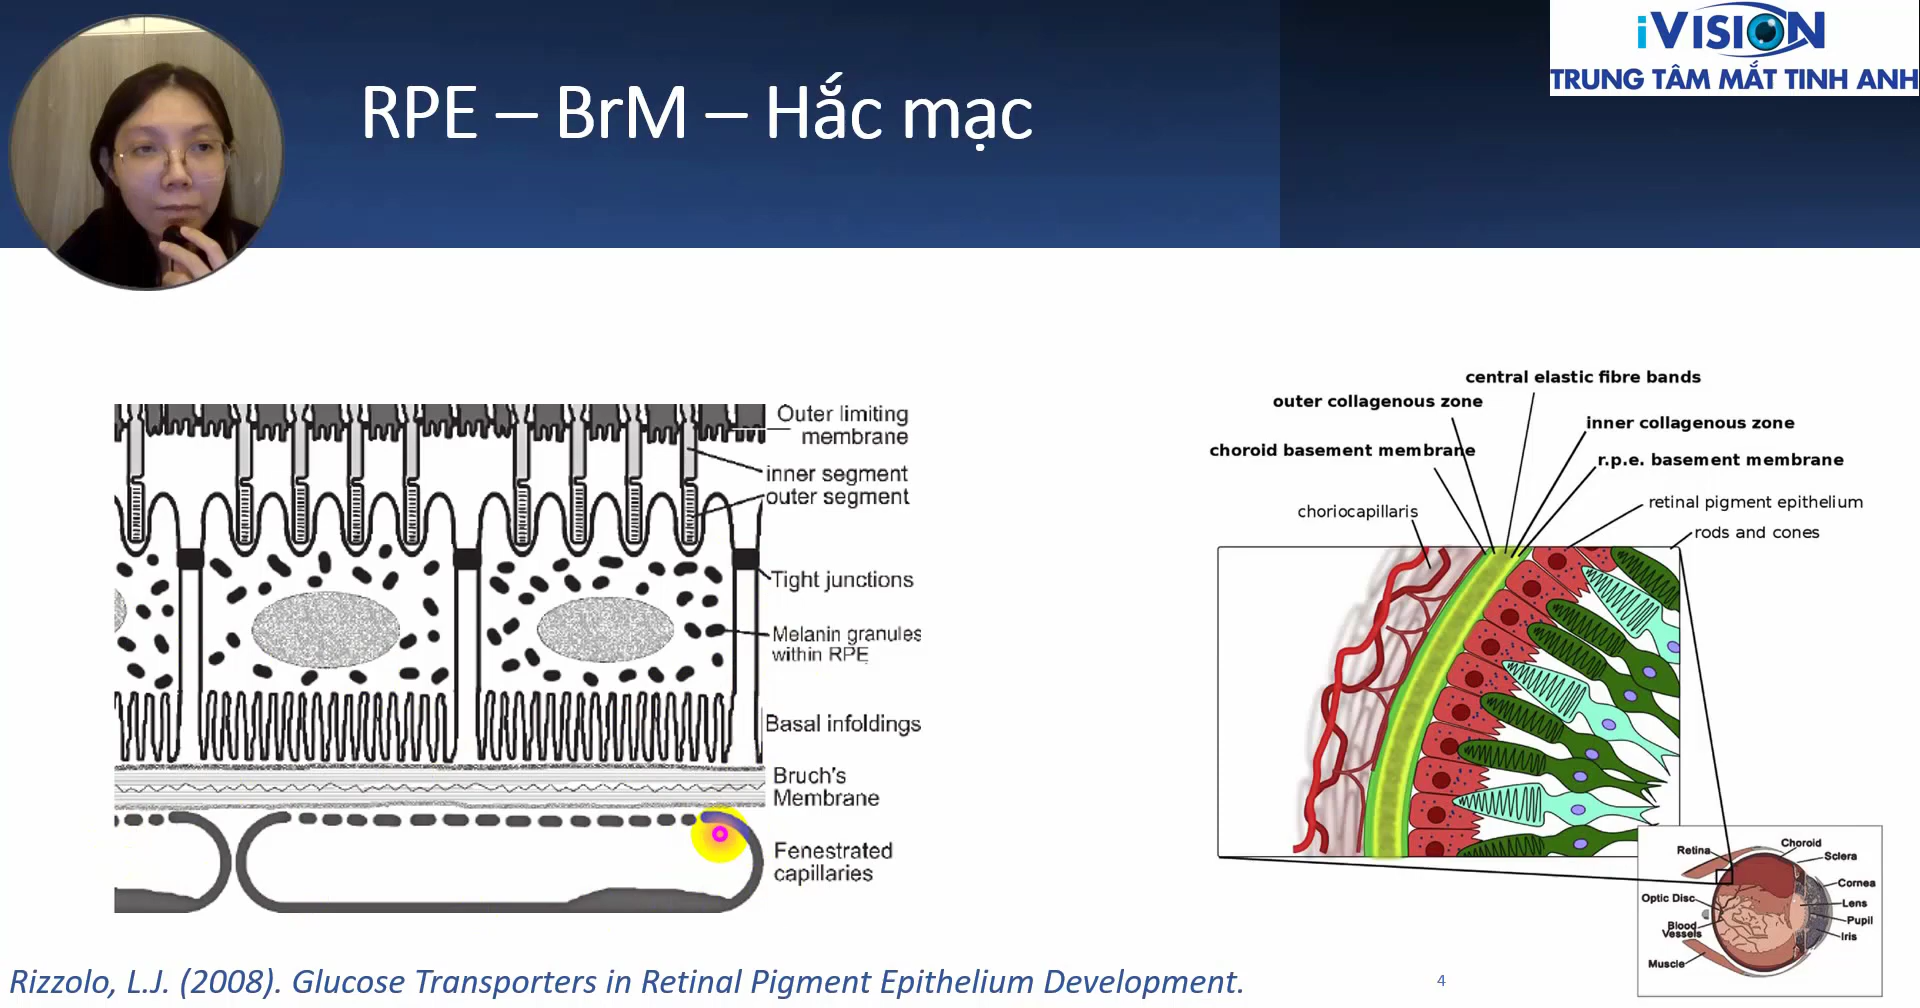 iVISION
TRUNG TÂM MẮT TINH ANH
RPE – BrM – Hắc mạc
Outer limiting
membrane
inner segment
outer segment
Tight junctions
Melanin granules
within RPE
Basal infoldings
Bruch's
Membrane
Fenestrated
capillaries
central elastic fibre bands
outer collagenous zone
inner collagenous zone
choroid basement membrane
r.p.e. basement membrane
retinal pigment epithelium
choriocapillaris
rods and cones
Choroid
Retina
Sclera
Cornea
Optic Disc
Lens
Blood
Vessels
Pupil
Iris
Muscle
Rizzolo, L.J. (2008). Glucose Transporters in Retinal Pigment Epithelium Development.
4